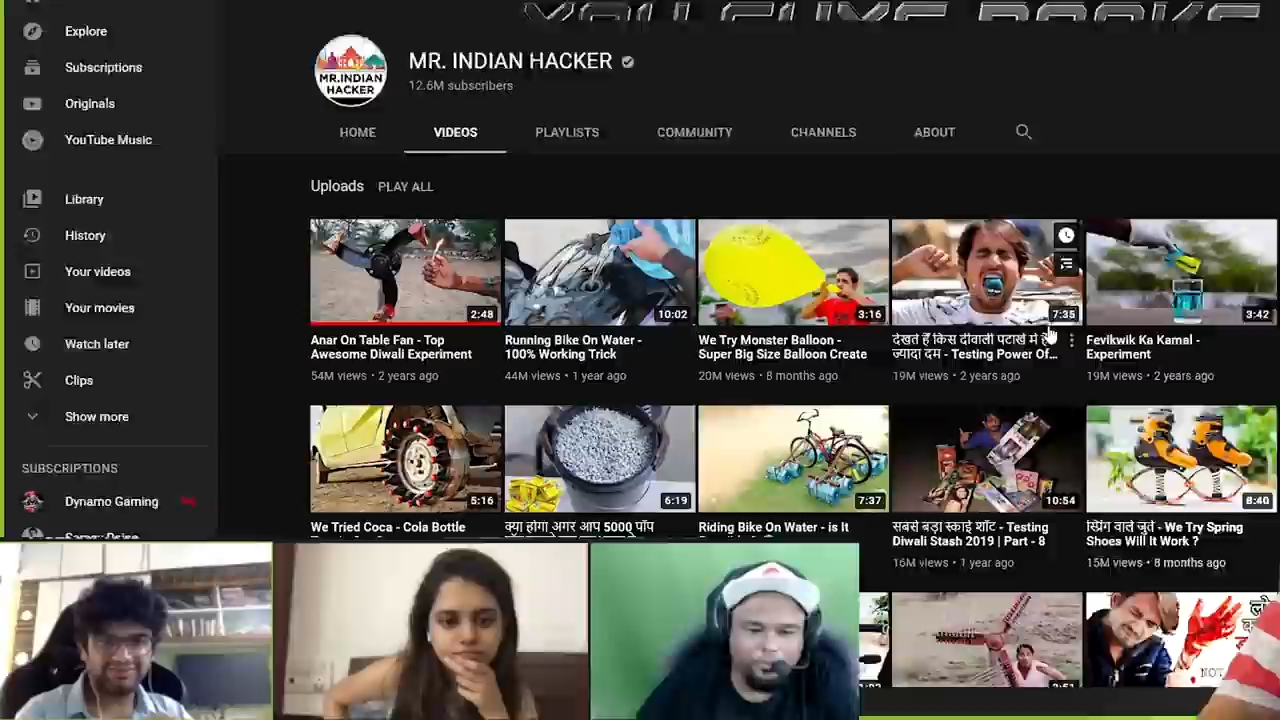 YOU GIVE ROCKS
Explore
MR. INDIAN HACKER
MR.INDIAN
HACKER
12.6M subscribers
Subscriptions
Originals
YouTube Music
HOME
VIDEOS
PLAYLISTS
COMMUNITY
CHANNELS
ABOUT
Uploads
PLAY ALL
Library
History
Your videos
Your movies
Watch later
Clips
Show more
SUBSCRIPTIONS
Dynamo Gaming
2:48
10:02
3:16
7:35
3:42
Anar On Table Fan - Top
Awesome Diwali Experiment
54M views • 2 years ago
Running Bike On Water -
100% Working Trick
44M views • 1 year ago
We Try Monster Balloon -
Super Big Size Balloon Create
20M views • 8 months ago
देखते हैं किस दीवाली पटाखे में
ज्यादा दम - Testing Power Of...
19M views • 2 years ago
Fevikwik Ka Kamal -
Experiment
19M views • 2 years ago
5:16
6:19
7:37
10:54
8:40
We Tried Coca - Cola Bottle
क्या होगा अगर आप 5000 पॉप
Riding Bike On Water - is It
सबसे बड़ा स्काई शॉट - Testing
Diwali Stash 2019 | Part - 8
16M views • 1 year ago
स्प्रिंग वाले जूते - We Try Spring
Shoes Will It Work ?
15M views • 8 months ago
NOT